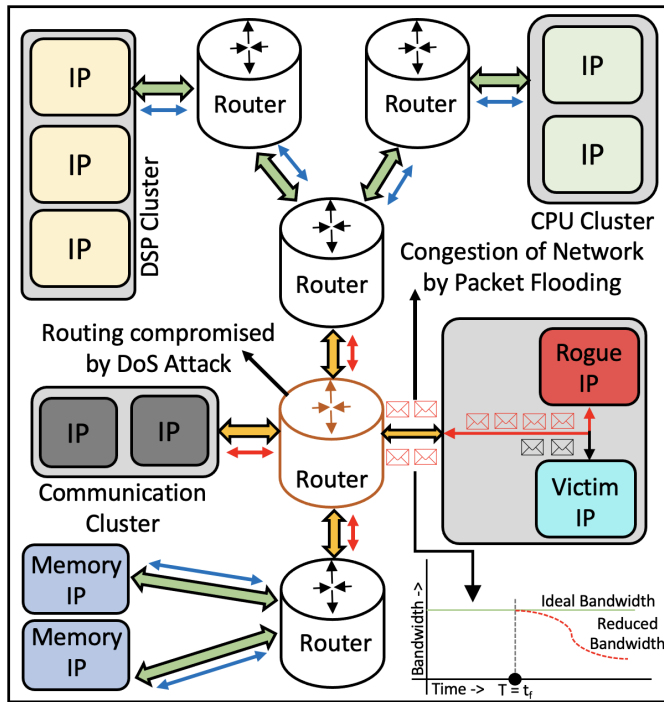 IP
IP
IP
DSP Cluster
Router
Router
IP
IP
CPU Cluster
Router
Congestion of Network
by Packet Flooding
Routing compromised
by DoS Attack
Rogue
IP
IP
IP
Router
Victim
IP
Communication
Cluster
Memory
IP
Memory
IP
Router
Bandwidth ->
Ideal Bandwidth
Reduced
Bandwidth
Time ->
T = tf